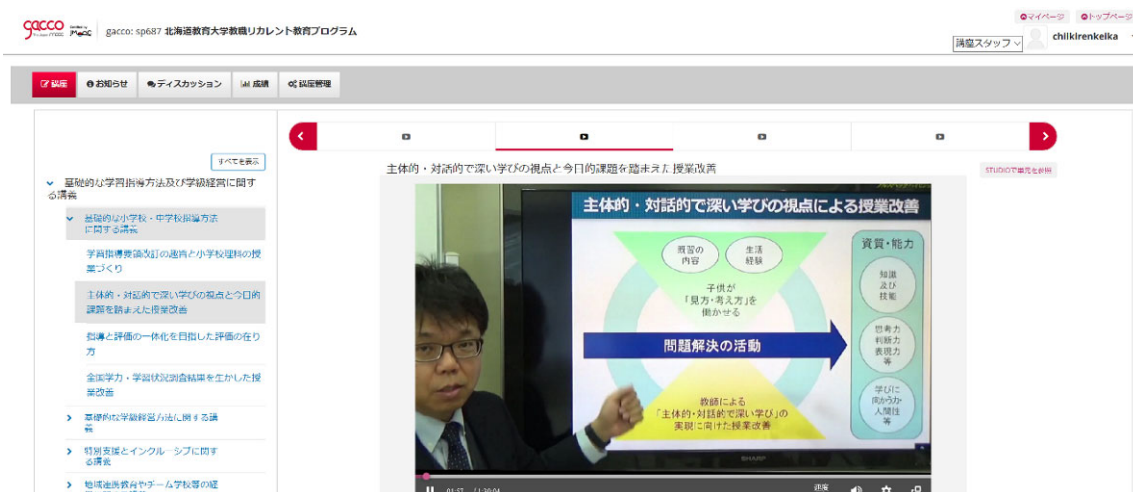 gacco
gacco: sp687 北海道教育大学教職リカレント教育プログラム
マイページ
トップページ
講座スタッフ
chiikirenkeika
講座
お知らせ
ディスカッション
成績
講座管理
すべてを表示
基礎的な学習指導方法及び学級経営に関す
る講義
基礎的な小学校・中学校指導方法
に関する講義
学習指導要領改訂の趣旨と小学校理科の授
業づくり
主体的・対話的で深い学びの視点と今日的
課題を踏まえた授業改善
指導と評価の一体化を目指した評価の在り
方
全国学力・学習状況調査結果を生かした授
業改善
基礎的な学級経営方法に関する講
義
特別支援とインクルーシブに関す
る講義
地域連携教育やチーム学校等の経
主体的・対話的で深い学びの視点と今日的課題を踏まえた授業改善
STUDIOで単元を参照
主体的・対話的で深い学びの視点による授業改善
既習の
内容
生活
経験
子供が
「見方・考え方」を
働かせる
問題解決の活動
教師による
「主体的・対話的で深い学び」の
実現に向けた授業改善
資質・能力
知識
及び
技能
思考力
判断力
表現力
等
学びに
向かう力・
人間性
等
SHARP
速度